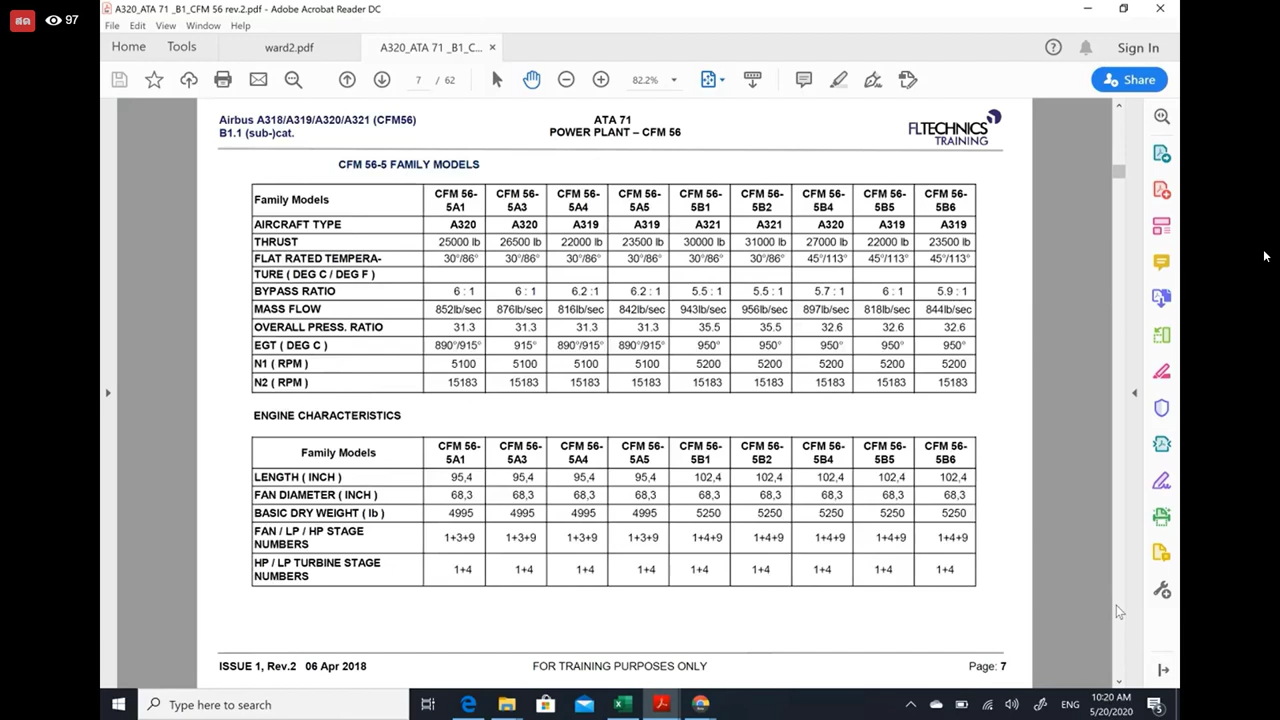 สด 97
A320_ATA 71 _B1_CFM 56 rev.2.pdf - Adobe Acrobat Reader DC
File Edit View Window Help
Home Tools ward2.pdf A320_ATA 71 _B1_C... × Sign In
7 / 62 82.2% Share
Airbus A318/A319/A320/A321 (CFM56) ATA 71 FLTECHNICS
B1.1 (sub-)cat. POWER PLANT – CFM 56 TRAINING
CFM 56-5 FAMILY MODELS
Family Models CFM 56-5A1 CFM 56-5A3 CFM 56-5A4 CFM 56-5A5 CFM 56-5B1 CFM 56-5B2 CFM 56-5B4 CFM 56-5B5 CFM 56-5B6
AIRCRAFT TYPE A320 A320 A319 A319 A321 A321 A320 A319 A319
THRUST 25000 lb 26500 lb 22000 lb 23500 lb 30000 lb 31000 lb 27000 lb 22000 lb 23500 lb
FLAT RATED TEMPERA- 30°/86° 30°/86° 30°/86° 30°/86° 30°/86° 30°/86° 45°/113° 45°/113° 45°/113°
TURE ( DEG C / DEG F )
BYPASS RATIO 6 : 1 6 : 1 6.2 : 1 6.2 : 1 5.5 : 1 5.5 : 1 5.7 : 1 6 : 1 5.9 : 1
MASS FLOW 852lb/sec 876lb/sec 816lb/sec 842lb/sec 943lb/sec 956lb/sec 897lb/sec 818lb/sec 844lb/sec
OVERALL PRESS. RATIO 31.3 31.3 31.3 31.3 35.5 35.5 32.6 32.6 32.6
EGT ( DEG C ) 890°/915° 915° 890°/915° 890°/915° 950° 950° 950° 950° 950°
N1 ( RPM ) 5100 5100 5100 5100 5200 5200 5200 5200 5200
N2 ( RPM ) 15183 15183 15183 15183 15183 15183 15183 15183 15183
ENGINE CHARACTERISTICS
Family Models CFM 56-5A1 CFM 56-5A3 CFM 56-5A4 CFM 56-5A5 CFM 56-5B1 CFM 56-5B2 CFM 56-5B4 CFM 56-5B5 CFM 56-5B6
LENGTH ( INCH ) 95,4 95,4 95,4 95,4 102,4 102,4 102,4 102,4 102,4
FAN DIAMETER ( INCH ) 68,3 68,3 68,3 68,3 68,3 68,3 68,3 68,3 68,3
BASIC DRY WEIGHT ( lb ) 4995 4995 4995 4995 5250 5250 5250 5250 5250
FAN / LP / HP STAGE NUMBERS 1+3+9 1+3+9 1+3+9 1+3+9 1+4+9 1+4+9 1+4+9 1+4+9 1+4+9
HP / LP TURBINE STAGE NUMBERS 1+4 1+4 1+4 1+4 1+4 1+4 1+4 1+4 1+4
ISSUE 1, Rev.2 06 Apr 2018 FOR TRAINING PURPOSES ONLY Page: 7
Type here to search ENG 10:20 AM
5/20/2020 5